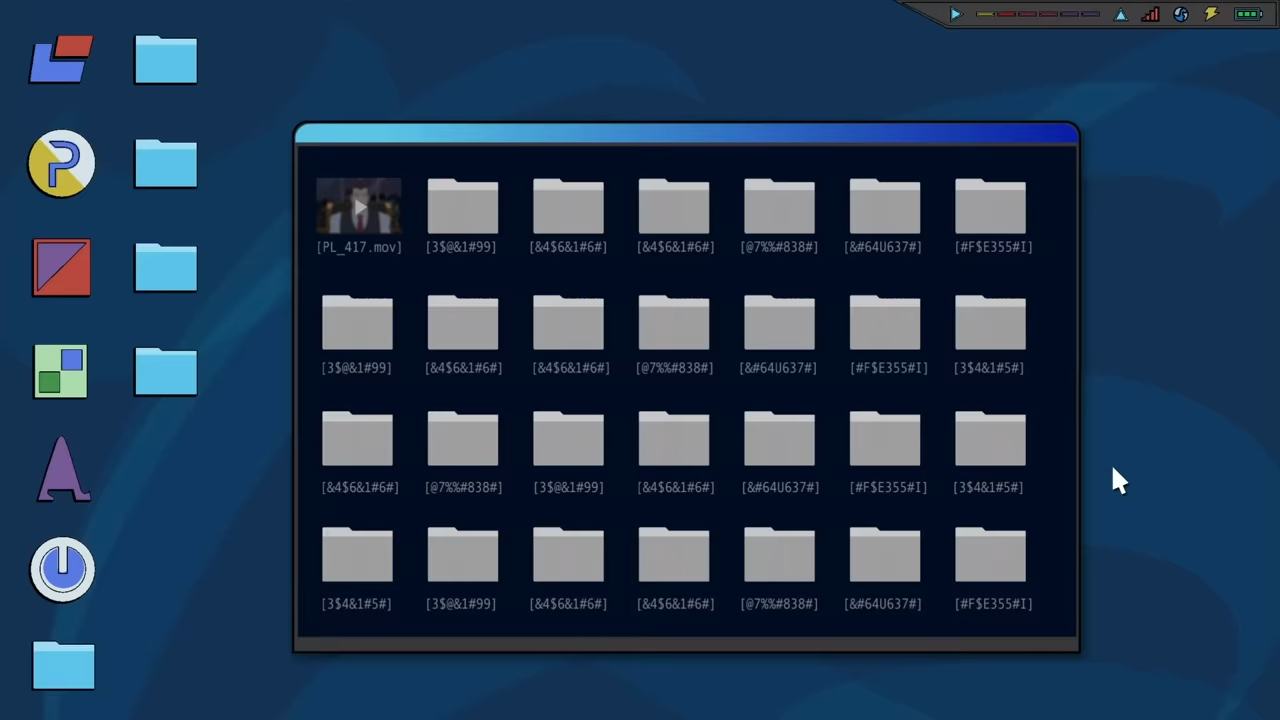 [PL_417.mov] [3$@&1#99] [&4$6&1#6#] [&4$6&1#6#] [@7%%#838#] [&#64U637#] [#F$E355#I]
[3$@&1#99] [&4$6&1#6#] [&4$6&1#6#] [@7%%#838#] [&#64U637#] [#F$E355#I] [3$4&1#5#]
[&4$6&1#6#] [@7%%#838#] [3$@&1#99] [&4$6&1#6#] [&#64U637#] [#F$E355#I] [3$4&1#5#]
[3$4&1#5#] [3$@&1#99] [&4$6&1#6#] [&4$6&1#6#] [@7%%#838#] [&#64U637#] [#F$E355#I]